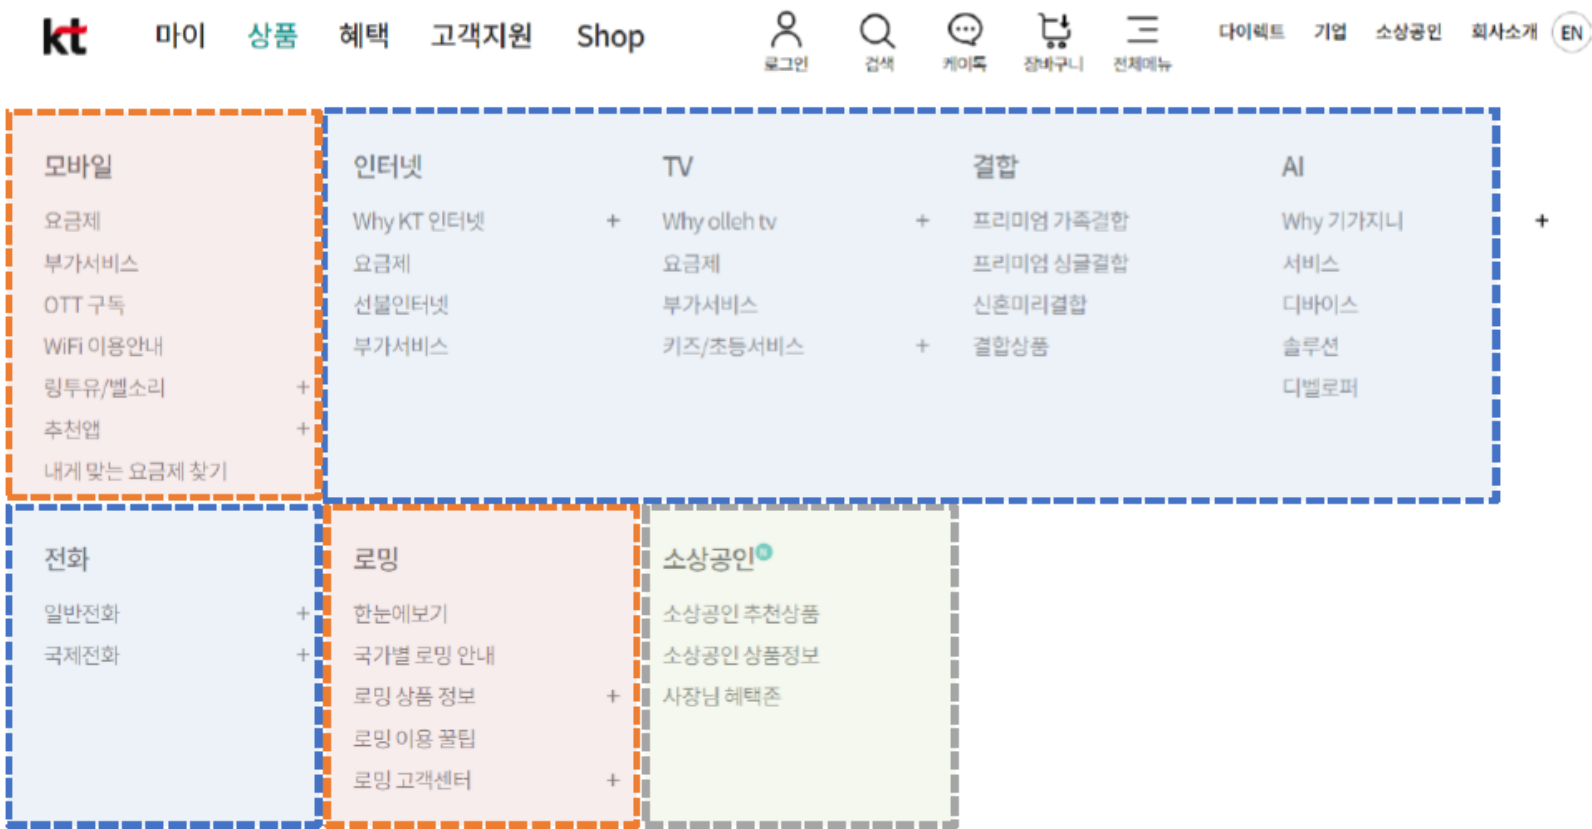 kt 마이 상품 혜택 고객지원 Shop 로그인 검색 케이톡 장바구니 전체메뉴 다이렉트 기업 소상공인 회사소개 EN
모바일
요금제
부가서비스
OTT 구독
WiFi 이용안내
링투유/벨소리 +
추천앱 +
내게 맞는 요금제 찾기
인터넷
Why KT 인터넷 +
요금제
선불인터넷
부가서비스
TV
Why olleh tv +
요금제
부가서비스
키즈/초등서비스 +
결합
프리미엄 가족결합
프리미엄 싱글결합
신혼미리결합
결합상품
AI
Why 기가지니 +
서비스
디바이스
솔루션
디벨로퍼
전화
일반전화 +
국제전화 +
로밍
한눈에보기
국가별 로밍 안내
로밍 상품 정보 +
로밍 이용 꿀팁
로밍 고객센터 +
소상공인 N
소상공인 추천상품
소상공인 상품정보
사장님 혜택존